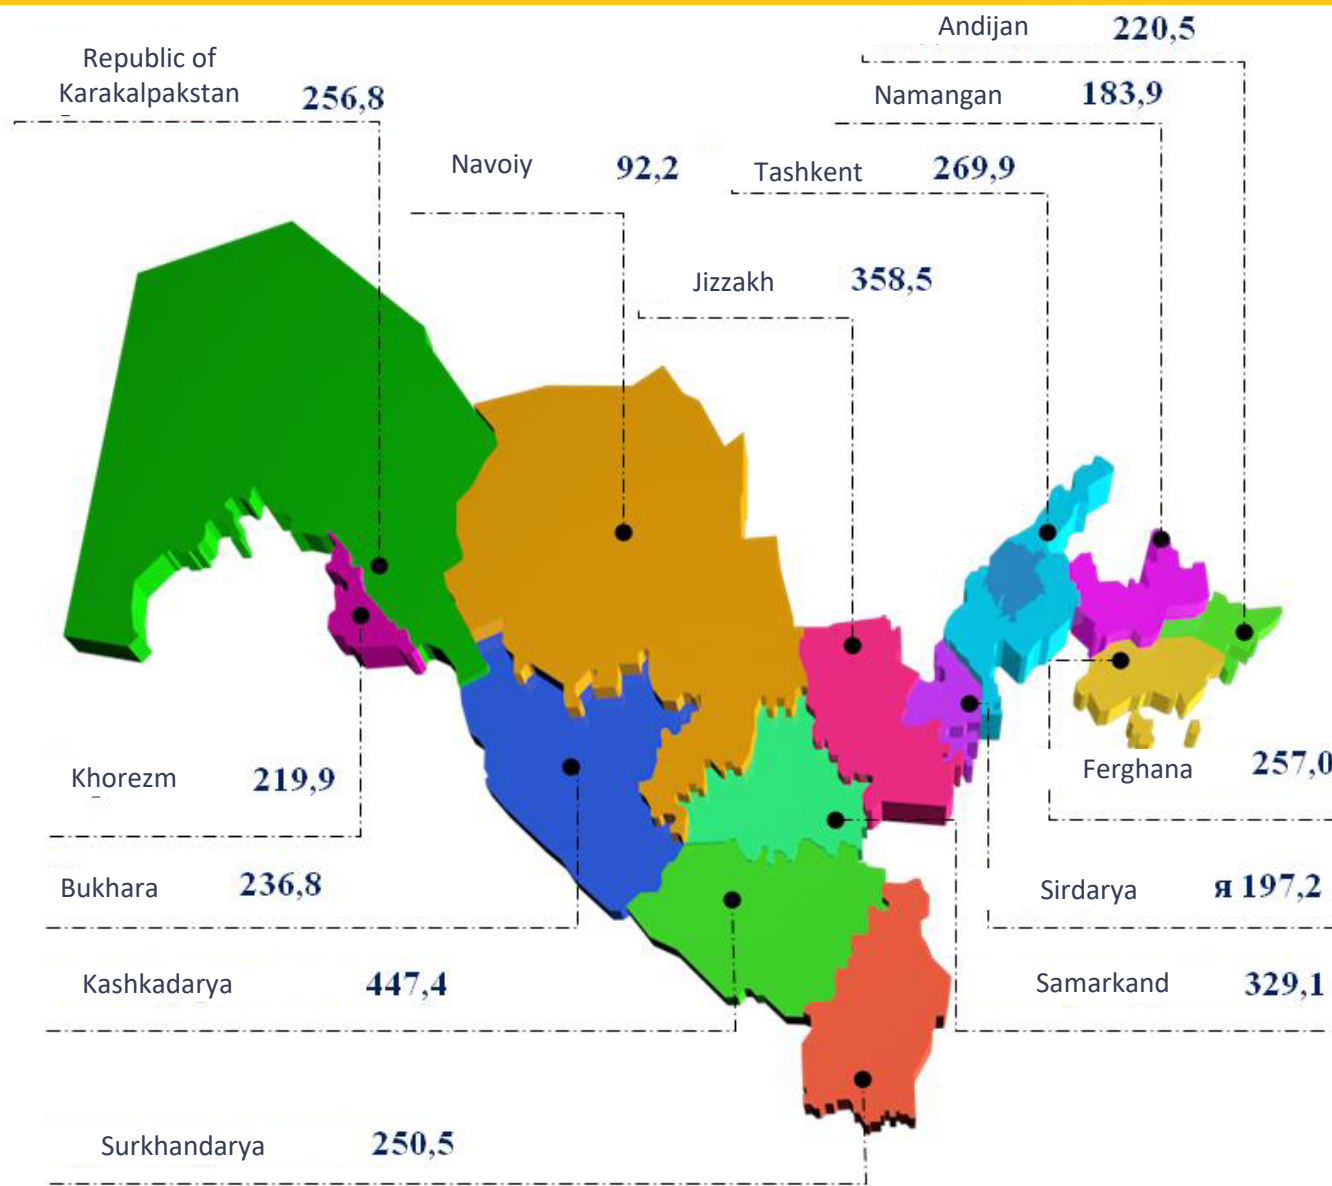 Andijan 220,5
Republic of
Karakalpakstan 256,8
Namangan 183,9
Navoiy 92,2
Tashkent 269,9
Jizzakh 358,5
Khorezm 219,9
Ferghana 257,0
Bukhara 236,8
Sirdarya я 197,2
Kashkadarya 447,4
Samarkand 329,1
Surkhandarya 250,5